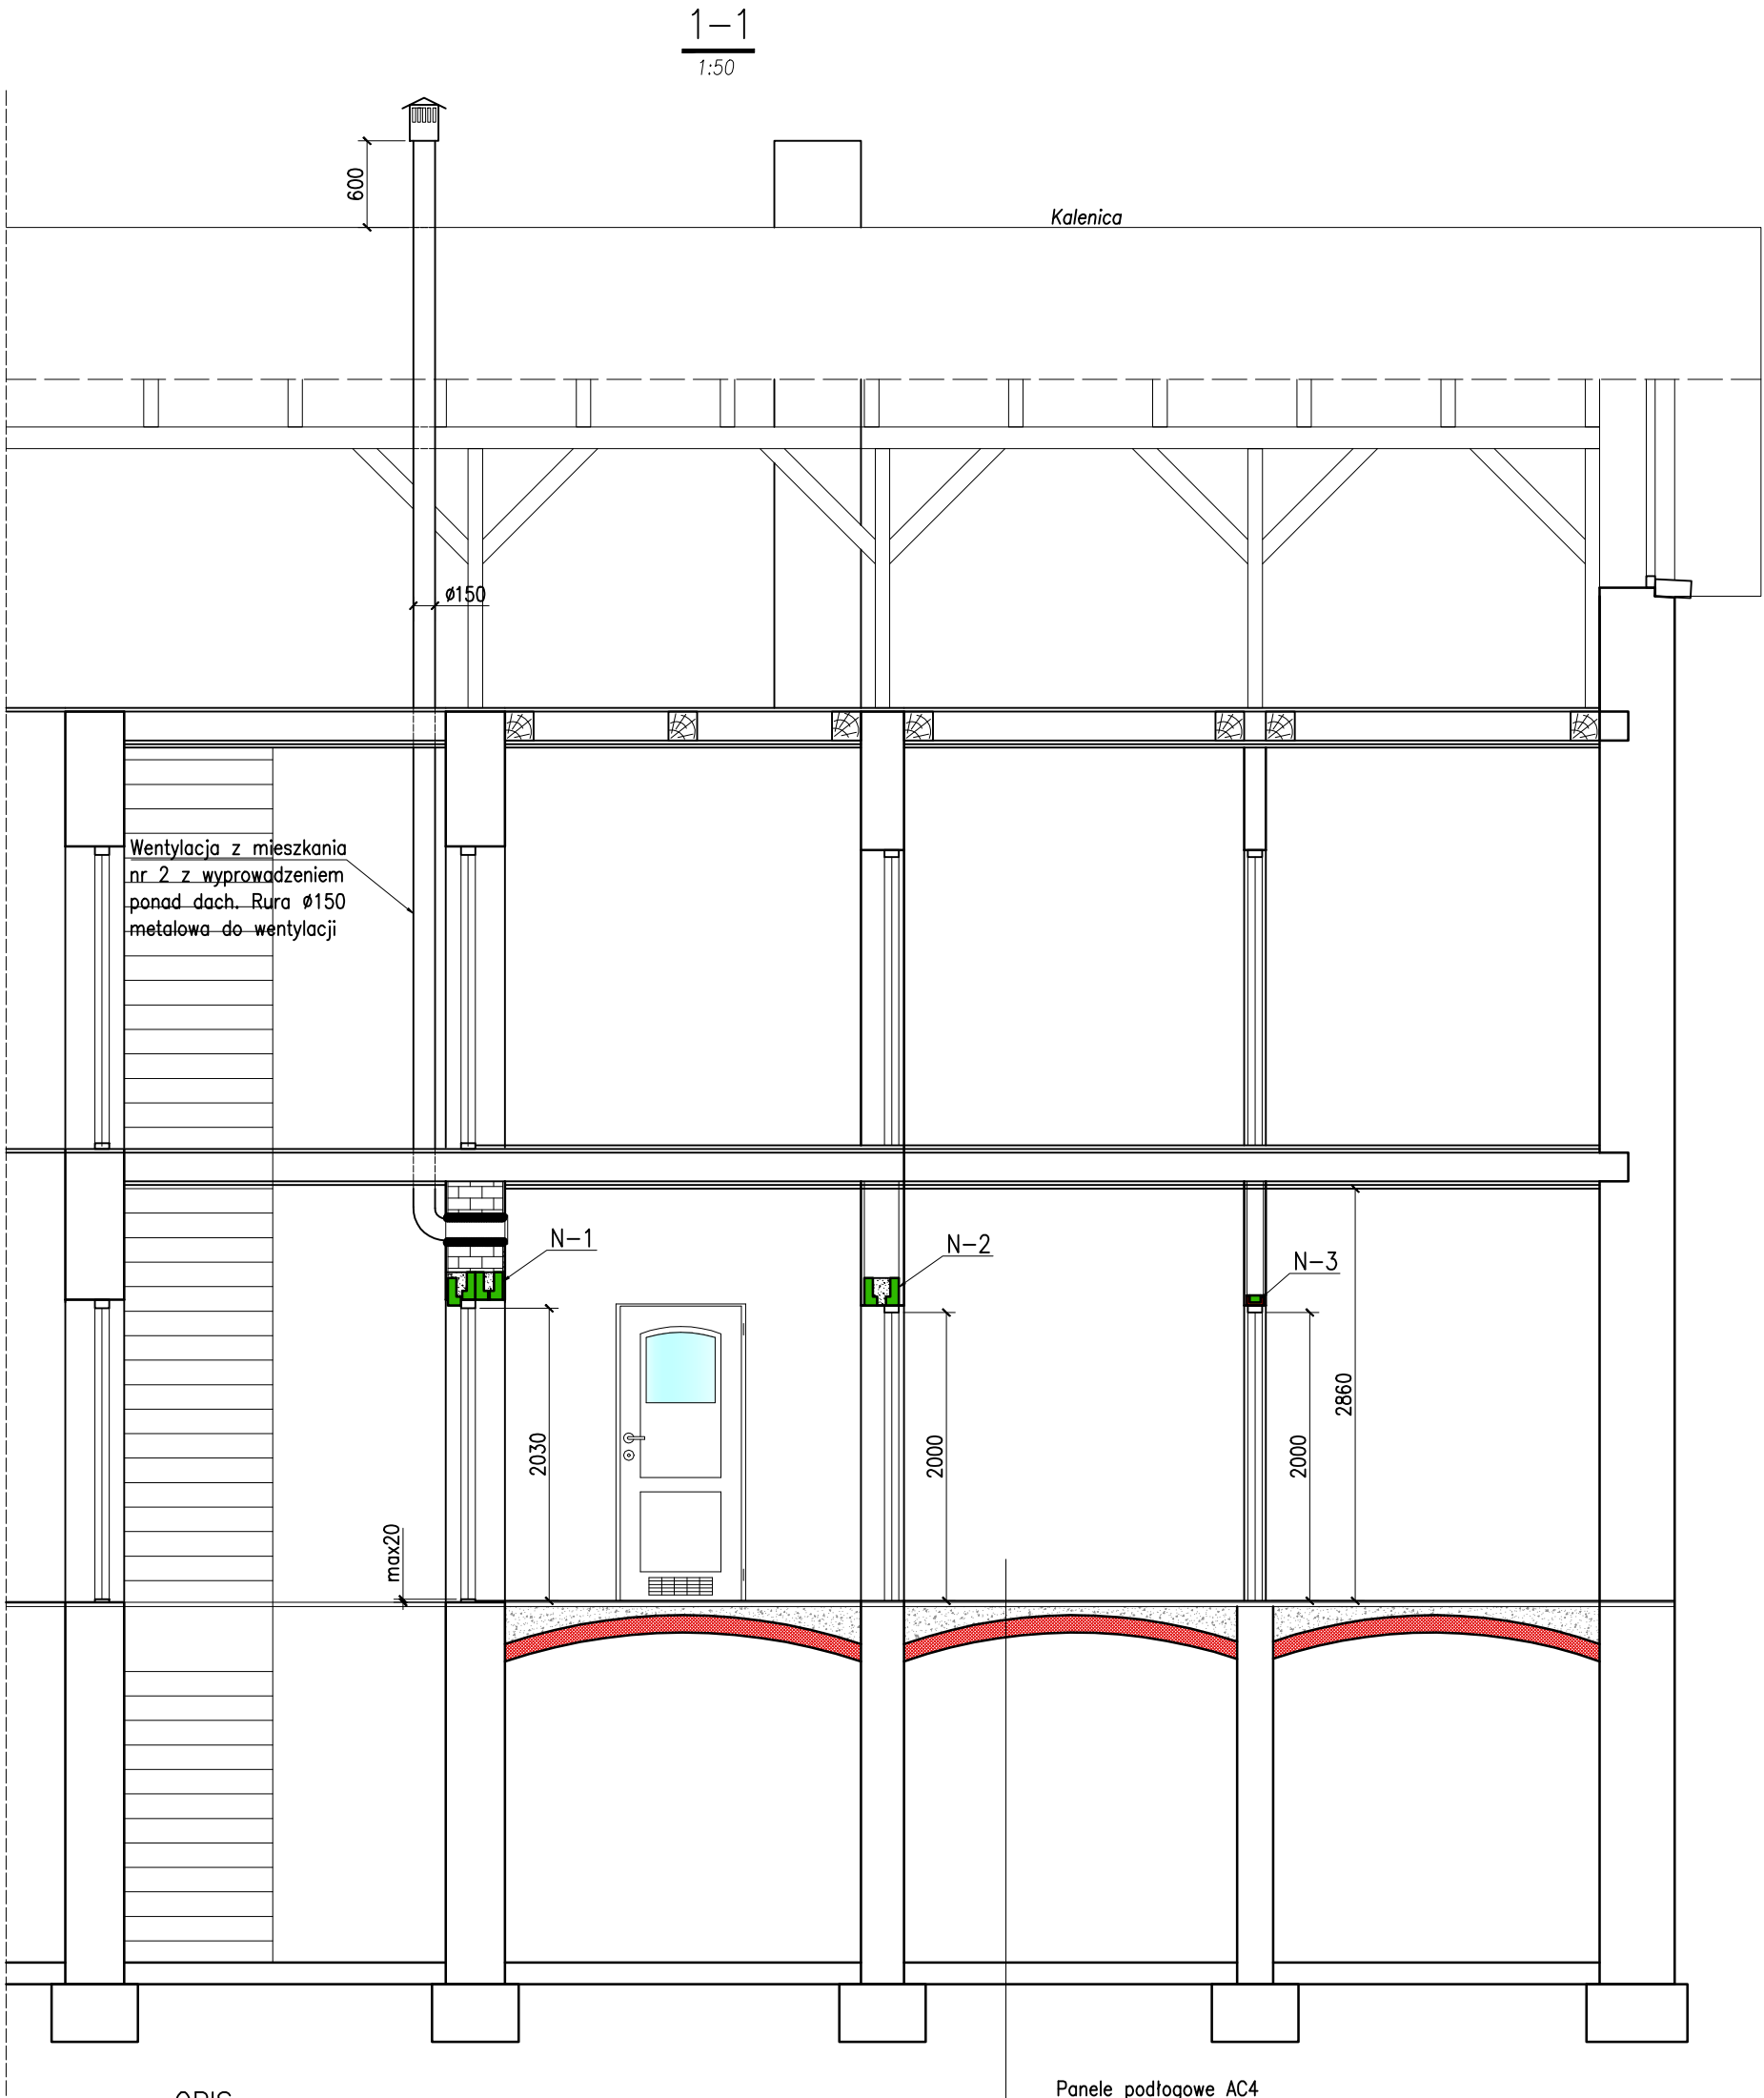 1-1
1:50
600
Kalenica
ø150
Wentylacja z mieszkania
nr 2 z wyprowadzeniem
ponad dach. Rura ø150
metalowa do wentylacji
N-1
N-2
N-3
2030
2000
2000
2860
max20
OPIS
Panele podłogowe AC4